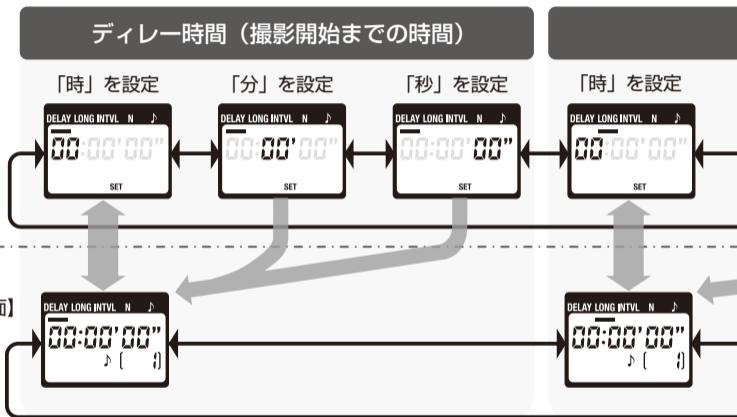 ディレー時間（撮影開始までの時間）
「時」を設定 「分」を設定 「秒」を設定 「時」を設定
DELAY LONG INTVL N ♪ DELAY LONG INTVL N ♪ DELAY LONG INTVL N ♪ DELAY LONG INTVL N ♪
00:00'00" 00:00'00" 00:00'00" 00:00'00"
SET SET SET SET
面】
DELAY LONG INTVL N ♪ DELAY LONG INTVL N ♪
00:00'00" 00:00'00"
♪ [ 1] ♪ [ 1]